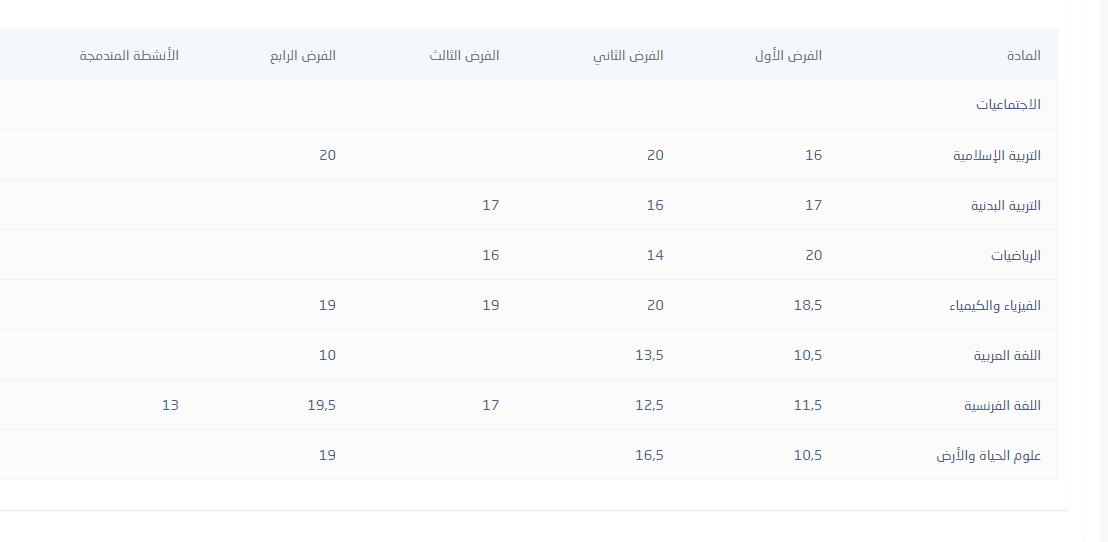 المادة الفرض الأول الفرض الثاني الفرض الثالث الفرض الرابع الأنشطة المندمجة
الاجتماعيات
التربية الإسلامية 16 20 20
التربية البدنية 17 16 17
الرياضيات 20 14 16
الفيزياء والكيمياء 18,5 20 19 19
اللغة العربية 10,5 13,5 10
اللغة الفرنسية 11,5 12,5 17 19,5 13
علوم الحياة والأرض 10,5 16,5 19